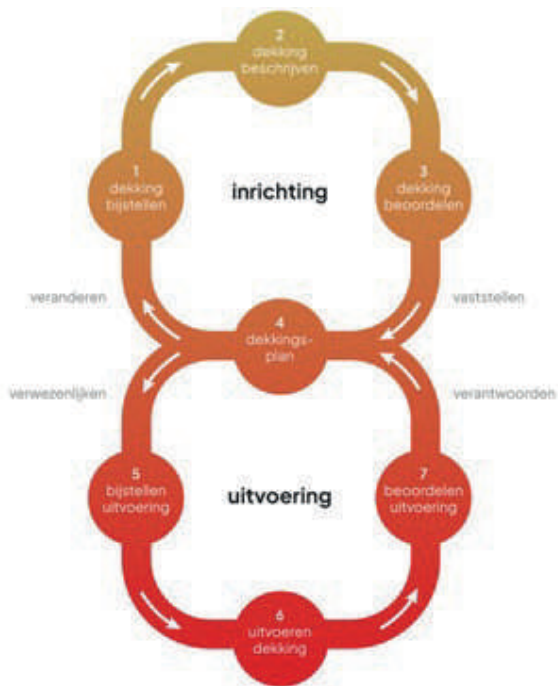 2
dekking
beschrijven
1
dekking
bijstellen
inrichting
3
dekking
beoordelen
veranderen
vaststellen
4
dekkings-
plan
verwezenlijken
verantwoorden
5
bijstellen
uitvoering
uitvoering
7
beoordelen
uitvoering
6
uitvoeren
dekking